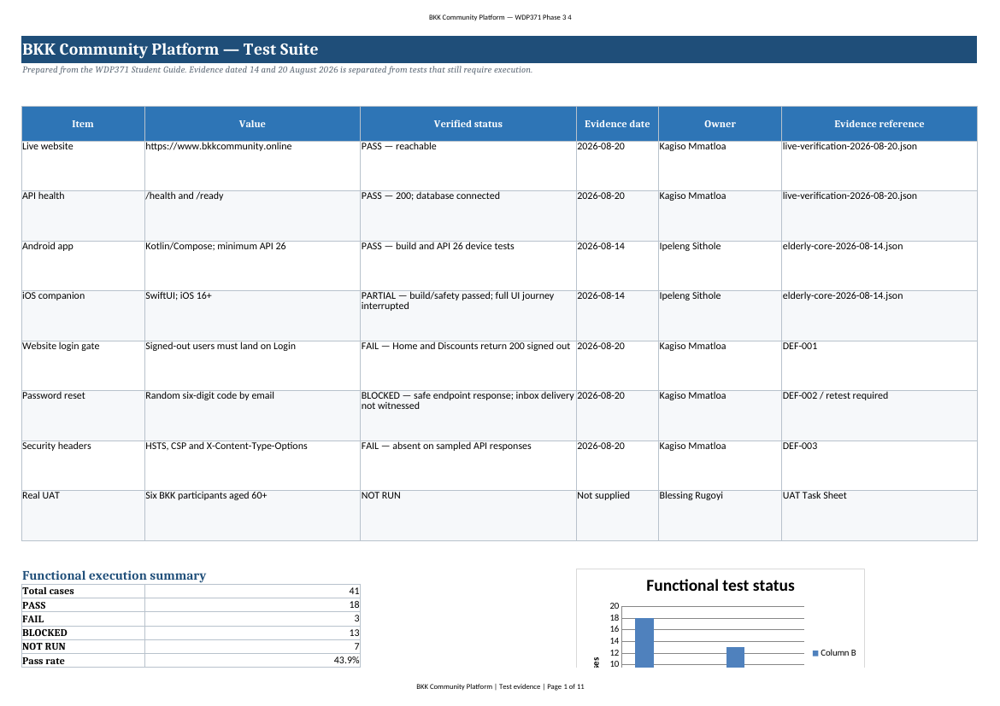 BKK Community Platform — WDP371 Phase 3 4
BKK Community Platform — Test Suite
Prepared from the WDP371 Student Guide. Evidence dated 14 and 20 August 2026 is separated from tests that still require execution.
Item Value Verified status Evidence date Owner Evidence reference
Live website https://www.bkkcommunity.online PASS — reachable 2026-08-20 Kagiso Mmatloa live-verification-2026-08-20.json
API health /health and /ready PASS — 200; database connected 2026-08-20 Kagiso Mmatloa live-verification-2026-08-20.json
Android app Kotlin/Compose; minimum API 26 PASS — build and API 26 device tests 2026-08-14 Ipeleng Sithole elderly-core-2026-08-14.json
iOS companion SwiftUI; iOS 16+ PARTIAL — build/safety passed; full UI journey 2026-08-14 Ipeleng Sithole elderly-core-2026-08-14.json
interrupted
Website login gate Signed-out users must land on Login FAIL — Home and Discounts return 200 signed out 2026-08-20 Kagiso Mmatloa DEF-001
Password reset Random six-digit code by email BLOCKED — safe endpoint response; inbox delivery 2026-08-20 Kagiso Mmatloa DEF-002 / retest required
not witnessed
Security headers HSTS, CSP and X-Content-Type-Options FAIL — absent on sampled API responses 2026-08-20 Kagiso Mmatloa DEF-003
Real UAT Six BKK participants aged 60+ NOT RUN Not supplied Blessing Rugoyi UAT Task Sheet
Functional execution summary
Total cases 41
PASS 18
FAIL 3
BLOCKED 13
NOT RUN 7
Pass rate 43.9%
Functional test status
20
18
16
14
12
10
Column B
BKK Community Platform | Test evidence | Page 1 of 11